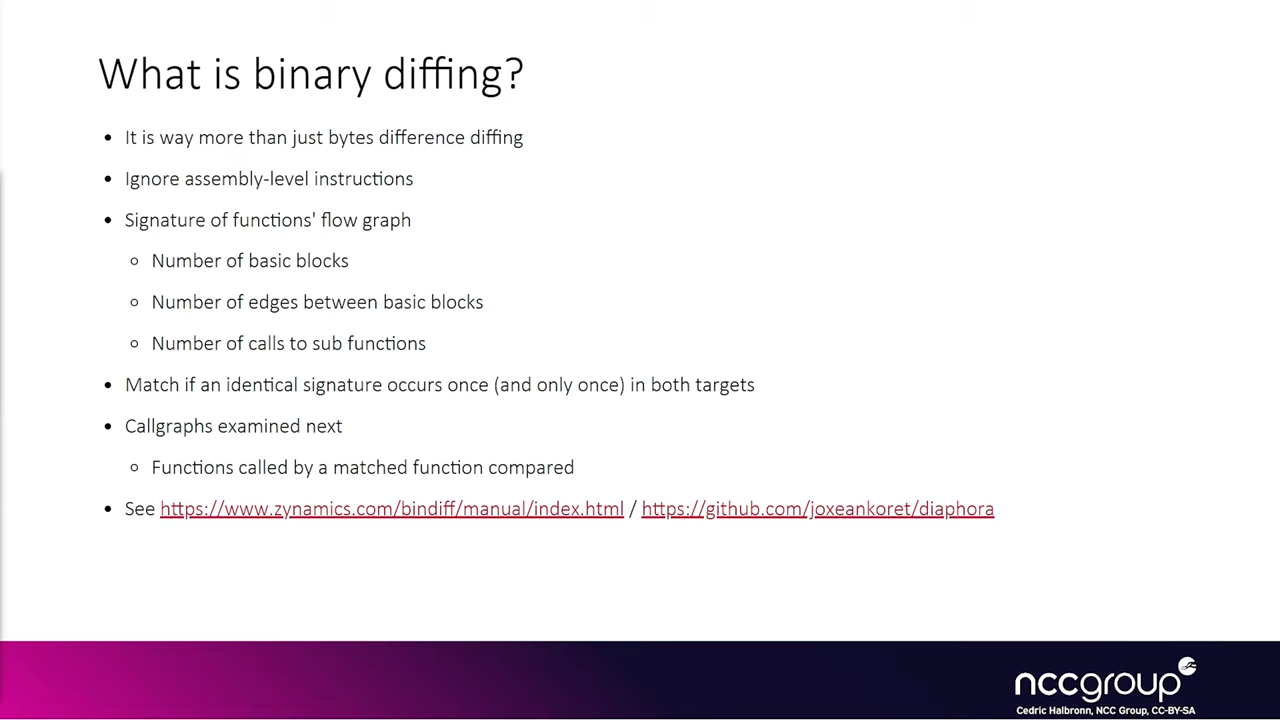 What is binary diffing?
• It is way more than just bytes difference diffing
• Ignore assembly-level instructions
• Signature of functions' flow graph
◦ Number of basic blocks
◦ Number of edges between basic blocks
◦ Number of calls to sub functions
• Match if an identical signature occurs once (and only once) in both targets
• Callgraphs examined next
◦ Functions called by a matched function compared
• See https://www.zynamics.com/bindiff/manual/index.html / https://github.com/joxeankoret/diaphora
nccgroup
Cedric Halbronn, NCC Group, CC-BY-SA